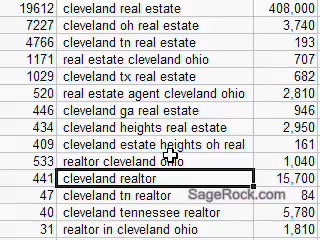 19612 cleveland real estate 408,000
7227 cleveland oh real estate 3,740
4766 cleveland tn real estate 193
1171 real estate cleveland ohio 707
1029 cleveland tx real estate 682
520 real estate agent clevelend ohio 2,810
446 cleveland ga real estate 946
434 cleveland heights real estate 2,950
409 cleveland estate heights oh real 161
533 realtor cleveland ohio 1,040
441 cleveland realtor 15,700
47 cleveland tn realtor 84
SageRock.com
40 cleveland tennessee realtor 5,780
31 realtor in cleveland ohio 1,810